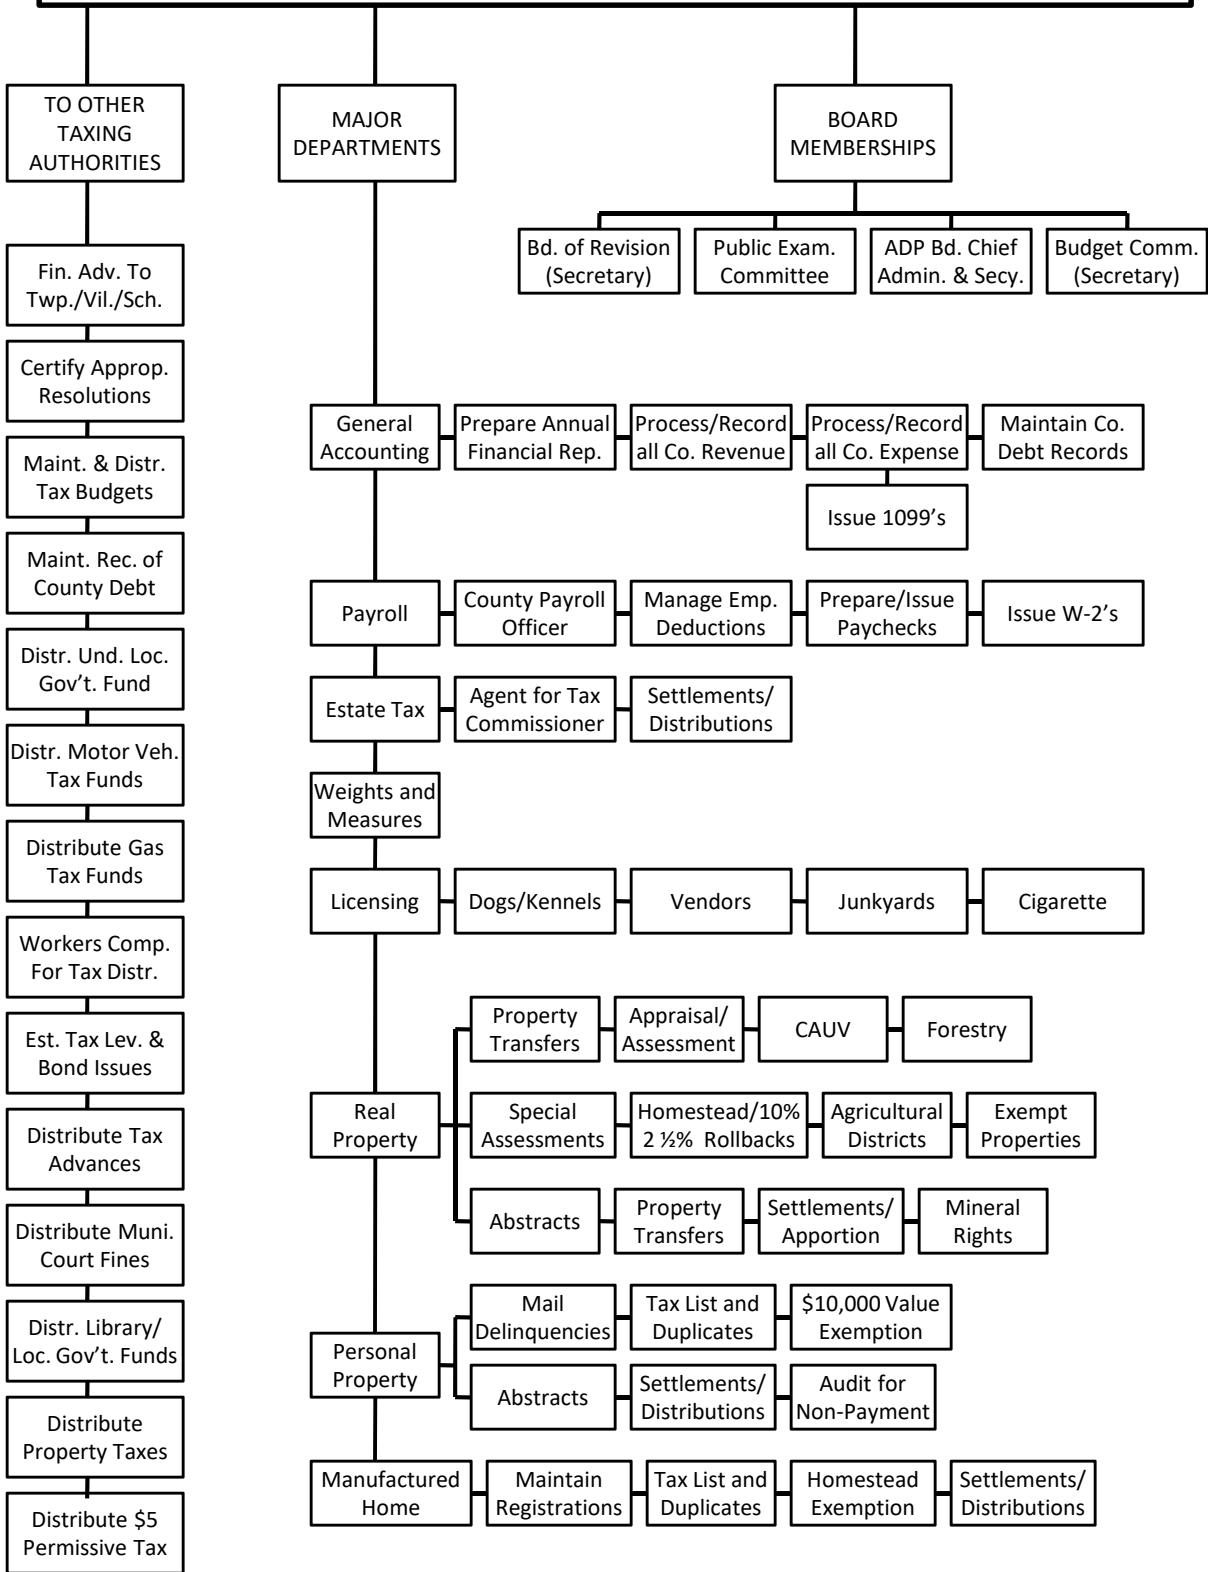 TO OTHER
TAXING
AUTHORITIES
MAJOR
DEPARTMENTS
BOARD
MEMBERSHIPS
Bd. of Revision
(Secretary)
Public Exam.
Committee
ADP Bd. Chief
Admin. & Secy.
Budget Comm.
(Secretary)
Fin. Adv. To
Twp./Vil./Sch.
Certify Approp.
Resolutions
Maint. & Distr.
Tax Budgets
Maint. Rec. of
County Debt
Distr. Und. Loc.
Gov't. Fund
Distr. Motor Veh.
Tax Funds
Distribute Gas
Tax Funds
Workers Comp.
For Tax Distr.
Est. Tax Lev. &
Bond Issues
Distribute Tax
Advances
Distribute Muni.
Court Fines
Distr. Library/
Loc. Gov't. Funds
Distribute
Property Taxes
Distribute $5
Permissive Tax
General
Accounting
Prepare Annual
Financial Rep.
Process/Record
all Co. Revenue
Process/Record
all Co. Expense
Maintain Co.
Debt Records
Issue 1099's
Payroll
County Payroll
Officer
Manage Emp.
Deductions
Prepare/Issue
Paychecks
Issue W-2's
Estate Tax
Agent for Tax
Commissioner
Settlements/
Distributions
Weights and
Measures
Licensing
Dogs/Kennels
Vendors
Junkyards
Cigarette
Real
Property
Property
Transfers
Appraisal/
Assessment
CAUV
Forestry
Special
Assessments
Homestead/10%
2 ½% Rollbacks
Agricultural
Districts
Exempt
Properties
Abstracts
Property
Transfers
Settlements/
Apportion
Mineral
Rights
Personal
Property
Mail
Delinquencies
Tax List and
Duplicates
$10,000 Value
Exemption
Abstracts
Settlements/
Distributions
Audit for
Non-Payment
Manufactured
Home
Maintain
Registrations
Tax List and
Duplicates
Homestead
Exemption
Settlements/
Distributions